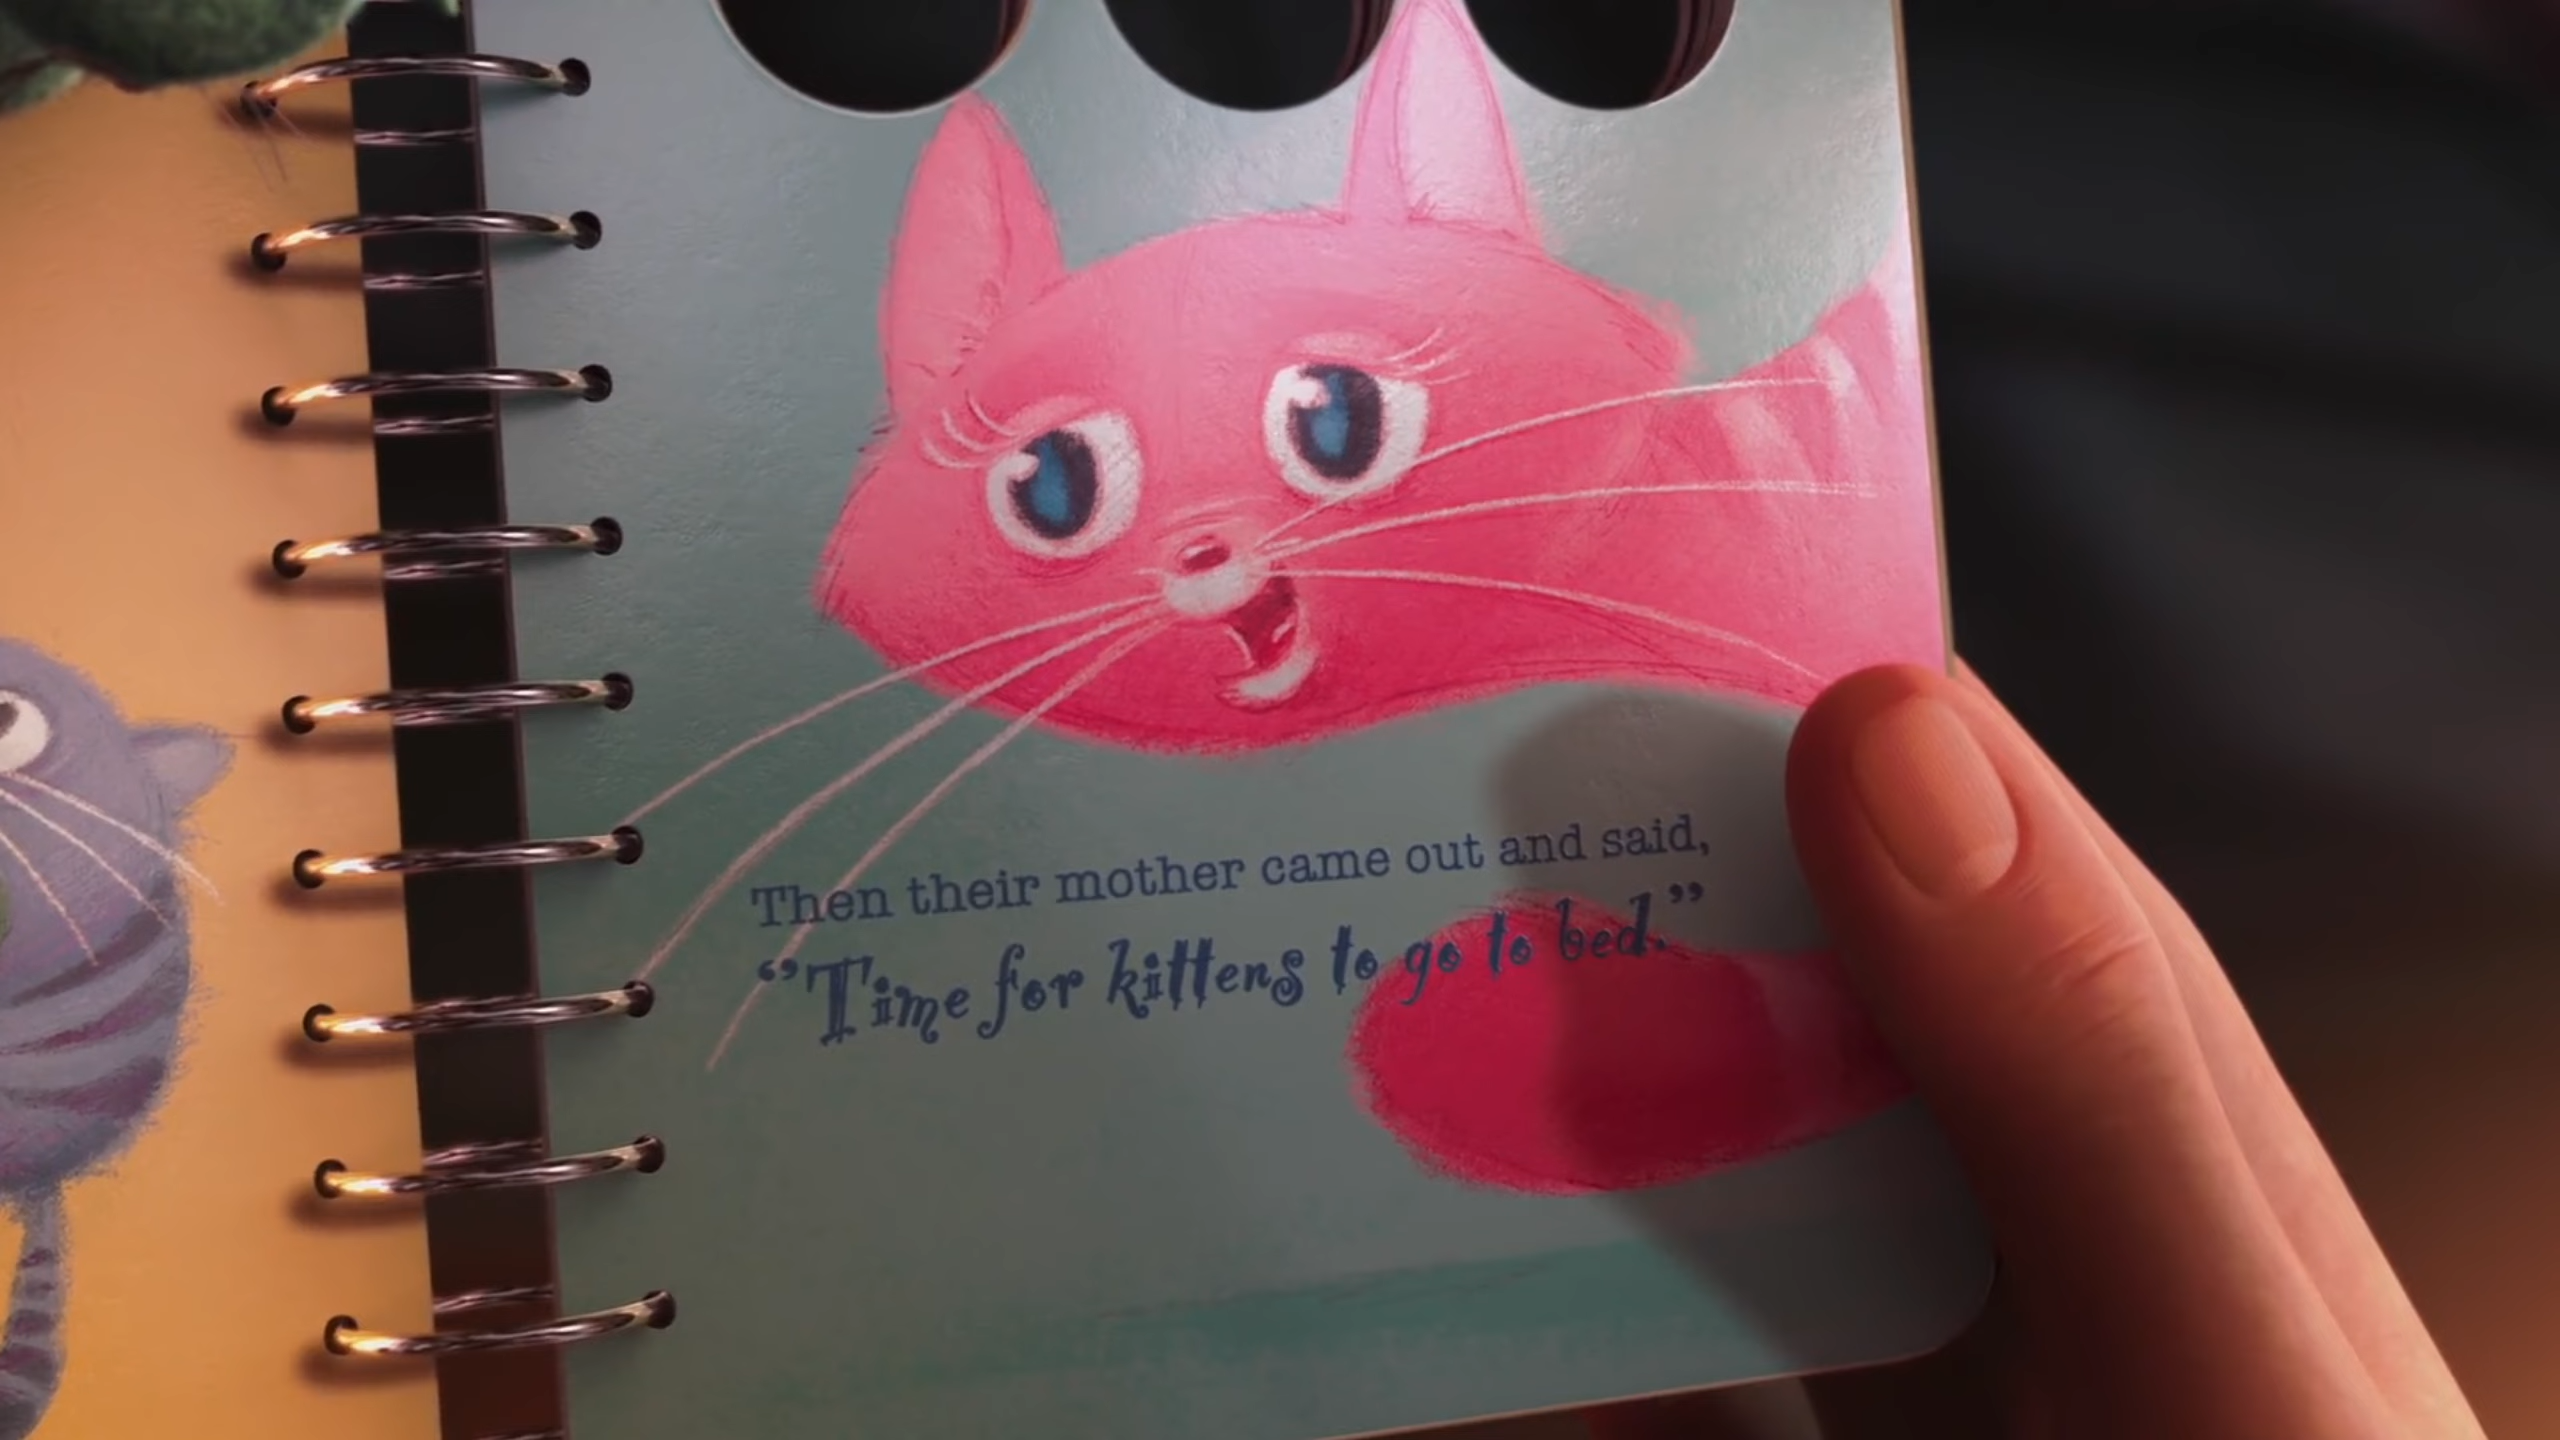 Then their mother came out and said,
“Time for kittens to go to bed.”